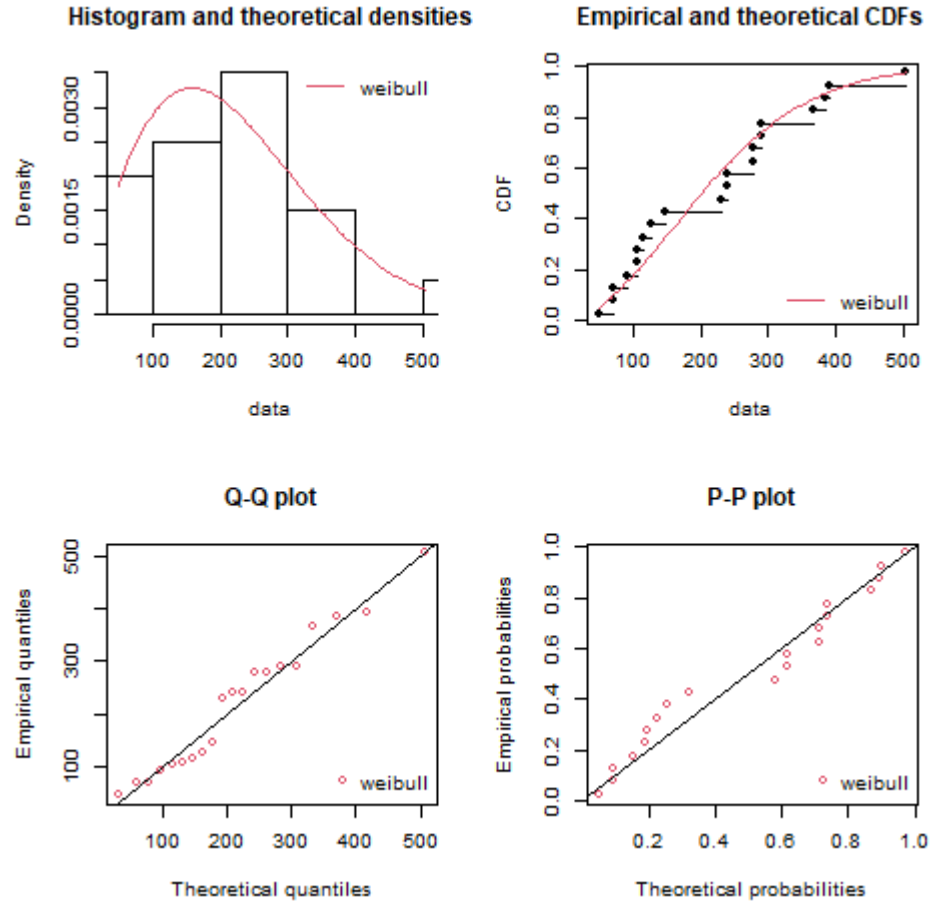 Histogram and theoretical densities
Density
0.0000 0.0015 0.0030
weibull
100 200 300 400 500
data
Empirical and theoretical CDFs
CDF
0.0 0.2 0.4 0.6 0.8 1.0
weibull
100 200 300 400 500
data
Q-Q plot
Empirical quantiles
100 300 500
weibull
100 200 300 400 500
Theoretical quantiles
P-P plot
Empirical probabilities
0.0 0.2 0.4 0.6 0.8 1.0
weibull
0.2 0.4 0.6 0.8 1.0
Theoretical probabilities